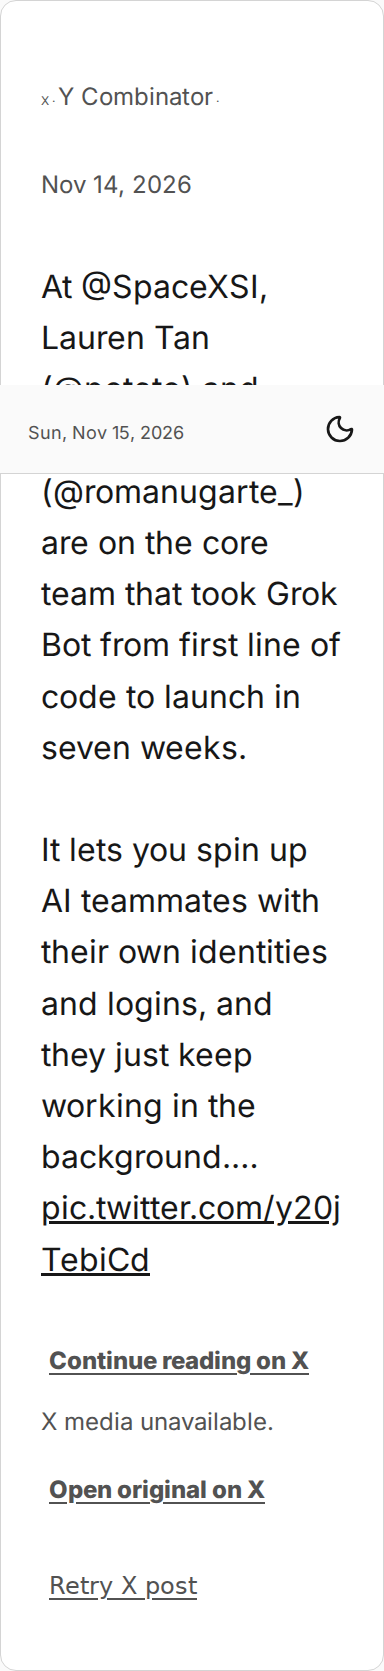 X · Y Combinator ·
Nov 14, 2026
At @SpaceXSI,
Lauren Tan
Sun, Nov 15, 2026
(@romanugarte_)
are on the core
team that took Grok
Bot from first line of
code to launch in
seven weeks.
It lets you spin up
AI teammates with
their own identities
and logins, and
they just keep
working in the
background....
pic.twitter.com/y20j
TebiCd
Continue reading on X
X media unavailable.
Open original on X
Retry X post